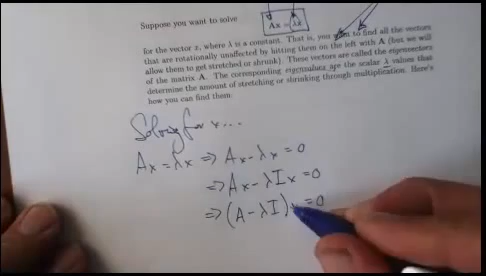 Suppose you want to solve
Ax = λx
for the vector x, where λ is a constant. That is, you want to find all the vectors
that are rotationally unaffected by hitting them on the left with A (but we will
allow them to get stretched or shrunk). These vectors are called the eigenvectors
of the matrix A. The corresponding eigenvalues are the scalar λ values that
determine the amount of stretching or shrinking through multiplication. Here's
how you can find them:
Solving for x...
Ax = λx ⇒ Ax - λx = 0
⇒ Ax - λIx = 0
⇒ (A - λI)x = 0